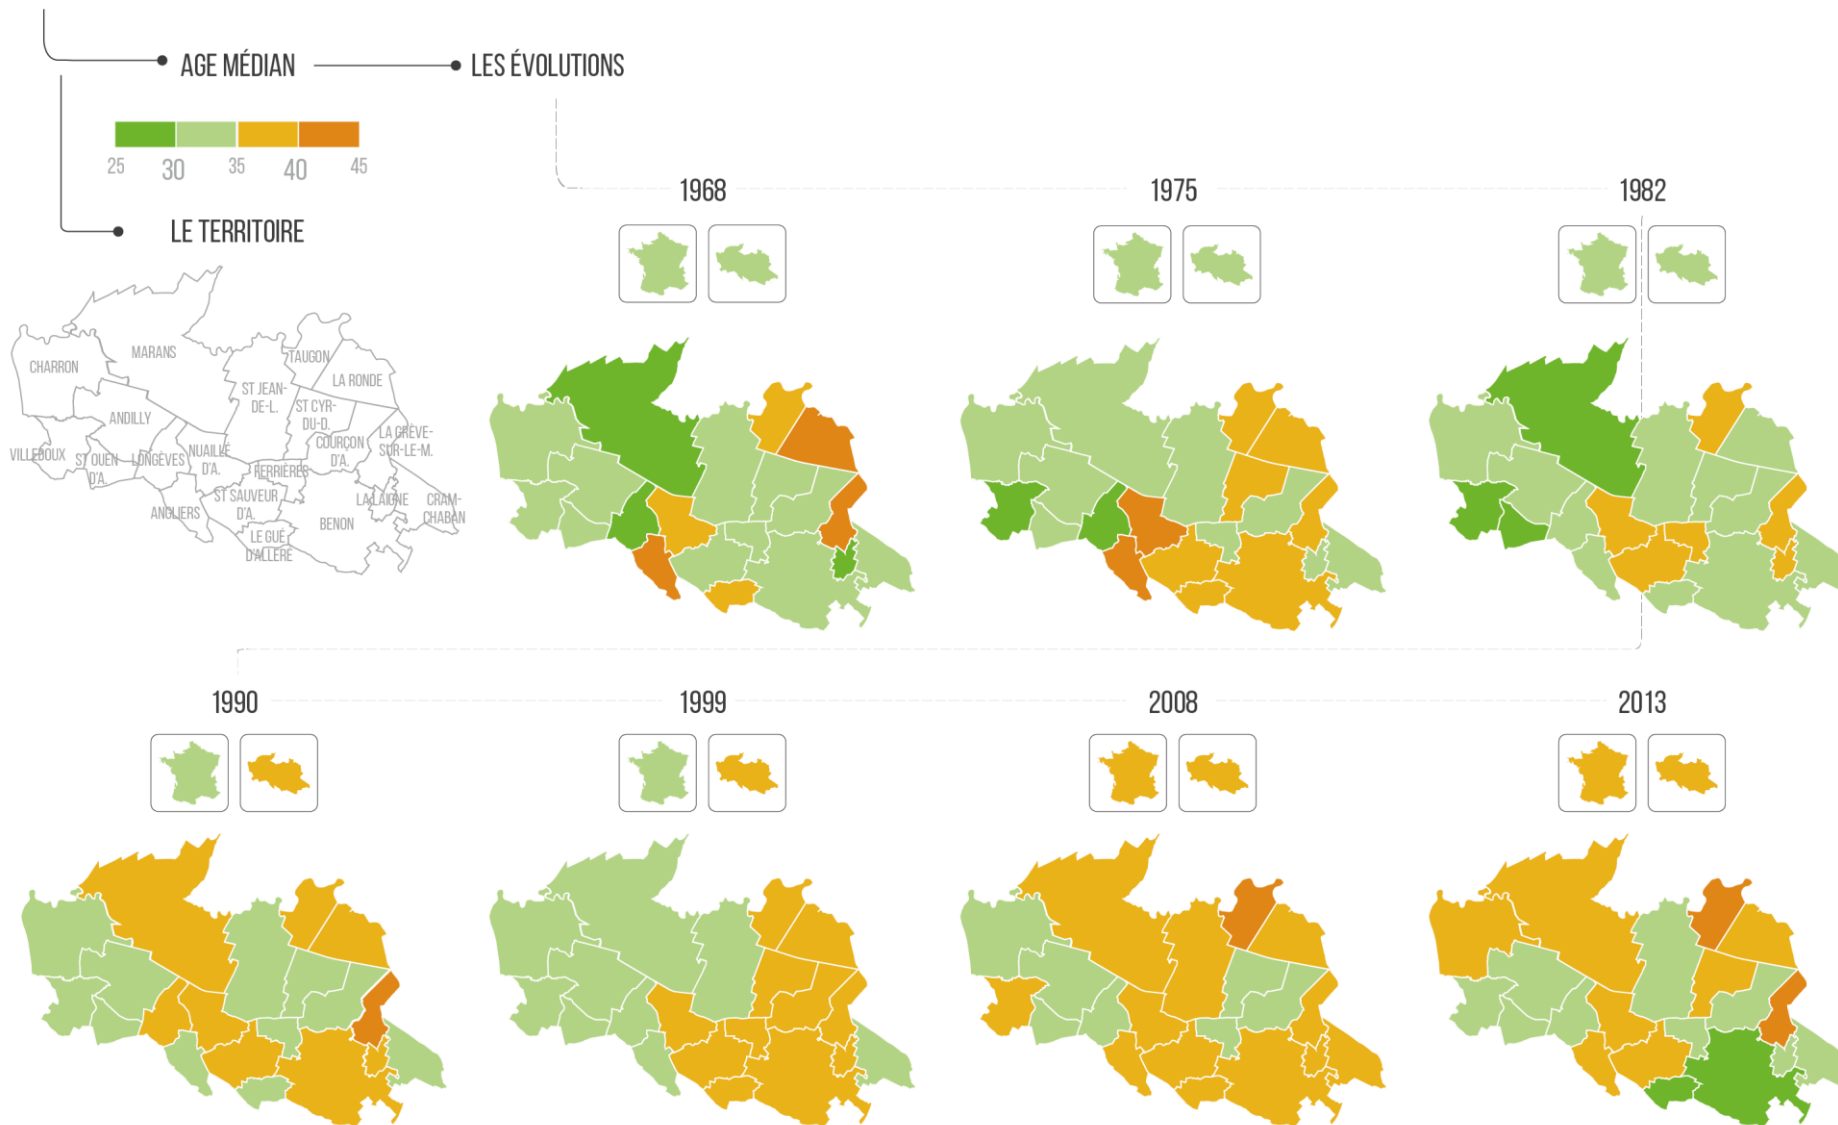 AGE MÉDIAN
LES ÉVOLUTIONS
25
30
35
40
45
LE TERRITOIRE
1968
1975
1982
CHARRON
MARANS
ST JEAN-
DE-L.
TAUGON
LA RONDE
ANDILLY
ST CYR-
DU-D.
COURÇON
D'A.
LA GRÈVE-
SUR-LE-M.
VILLEDOUX
ST OUEN
D'A.
LONGÈVES
NUAILLÉ
D'A.
FERRIÈRES
ANGLIERS
ST SAUVEUR
D'A.
LE GUÉ
D'ALLERÉ
BENON
LA LAIGNE
CRAM-
CHABAN
1990
1999
2008
2013